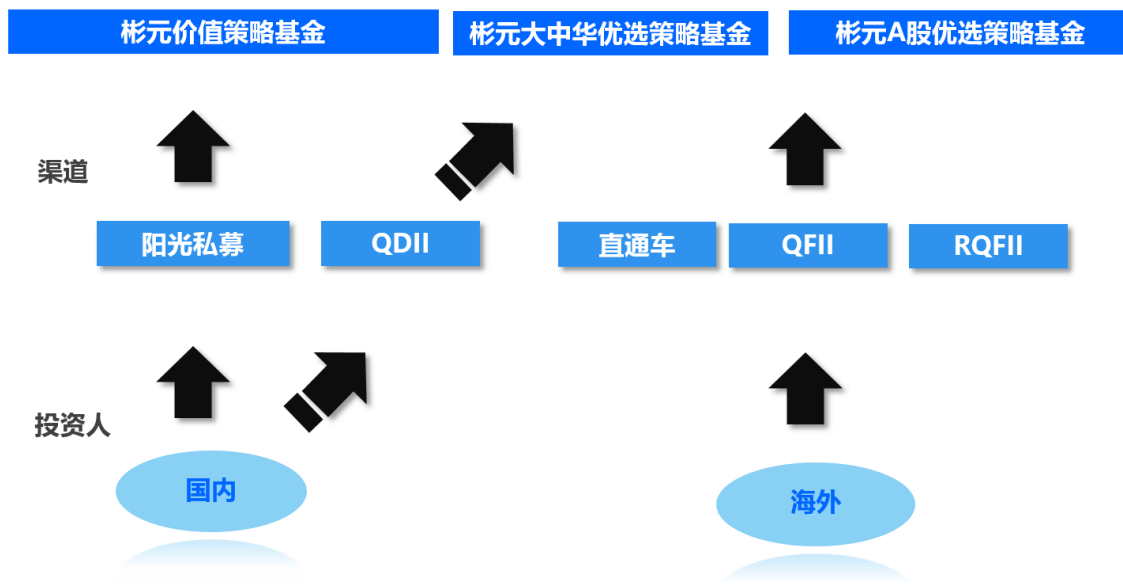 彬元价值策略基金
彬元大中华优选策略基金
彬元A股优选策略基金
渠道
阳光私募
QDII
直通车
QFII
RQFII
投资人
国内
海外